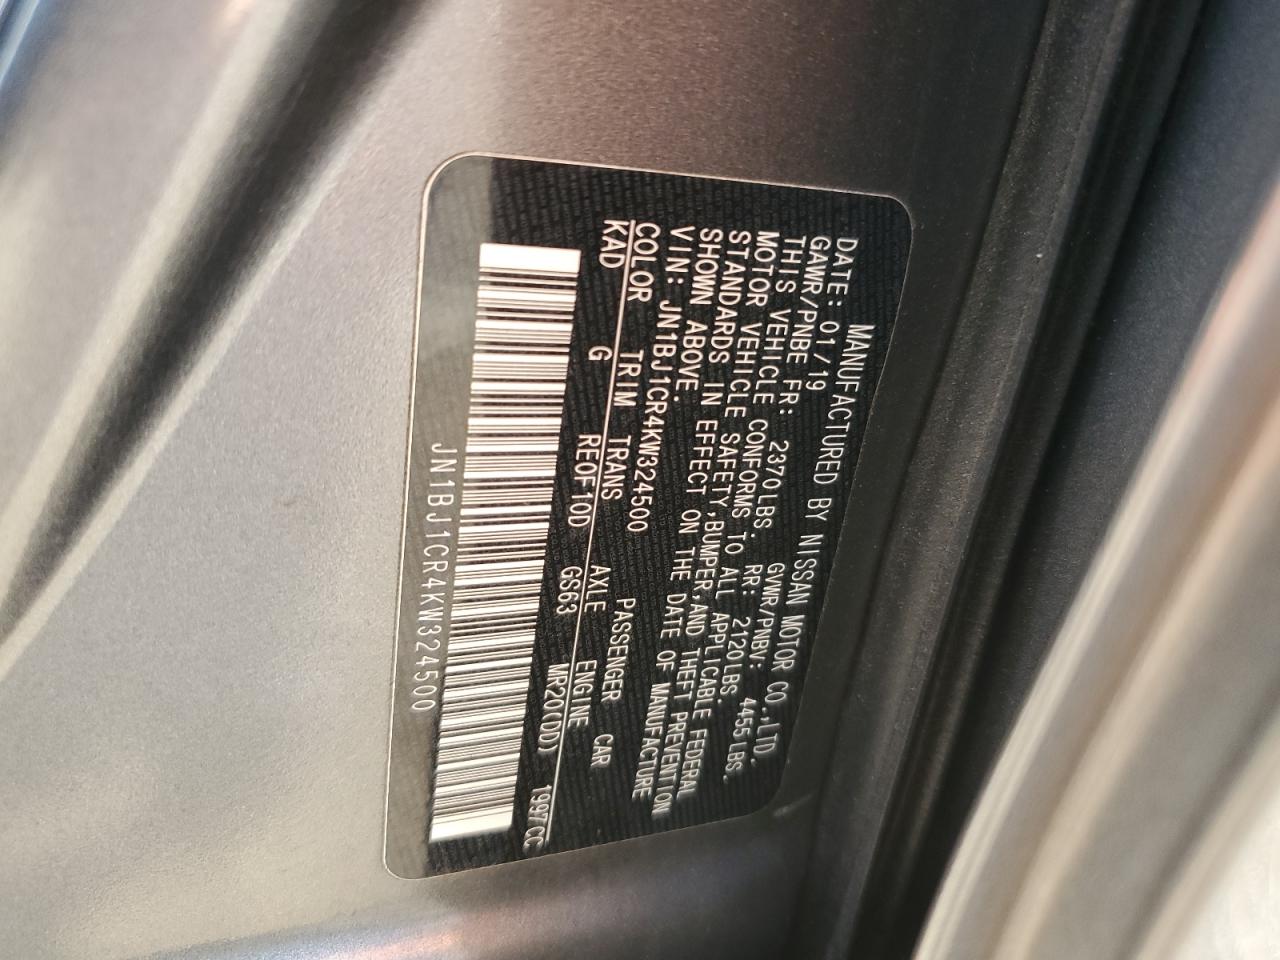 MANUFACTURED BY NISSAN MOTOR CO.,LTD.
DATE: 01/19 GVWR/PNBV: 4455LBS.
GAWR/PNBE FR: 2370LBS. RR: 2120LBS.
THIS VEHICLE CONFORMS TO ALL APPLICABLE FEDERAL
MOTOR VEHICLE SAFETY,BUMPER,AND THEFT PREVENTION
STANDARDS IN EFFECT ON THE DATE OF MANUFACTURE
SHOWN ABOVE.
VIN: JN1BJ1CR4KW324500 PASSENGER CAR
COLOR TRIM TRANS AXLE ENGINE
KAD G RE0F10D GS63 MR20(DD) 1997CC
JN1BJ1CR4KW324500